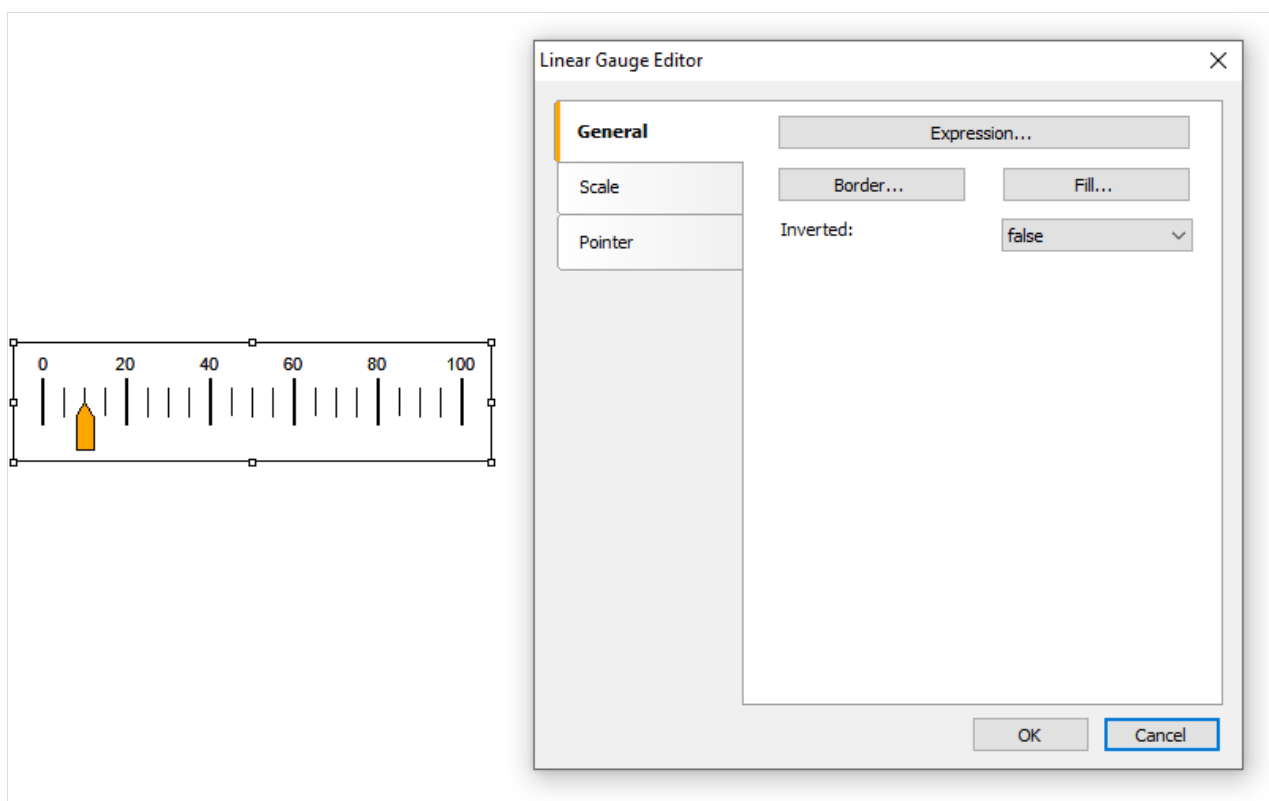 Linear Gauge Editor
General
Expression...
Scale
Border...
Fill...
Pointer
Inverted:
false
0 20 40 60 80 100
OK
Cancel